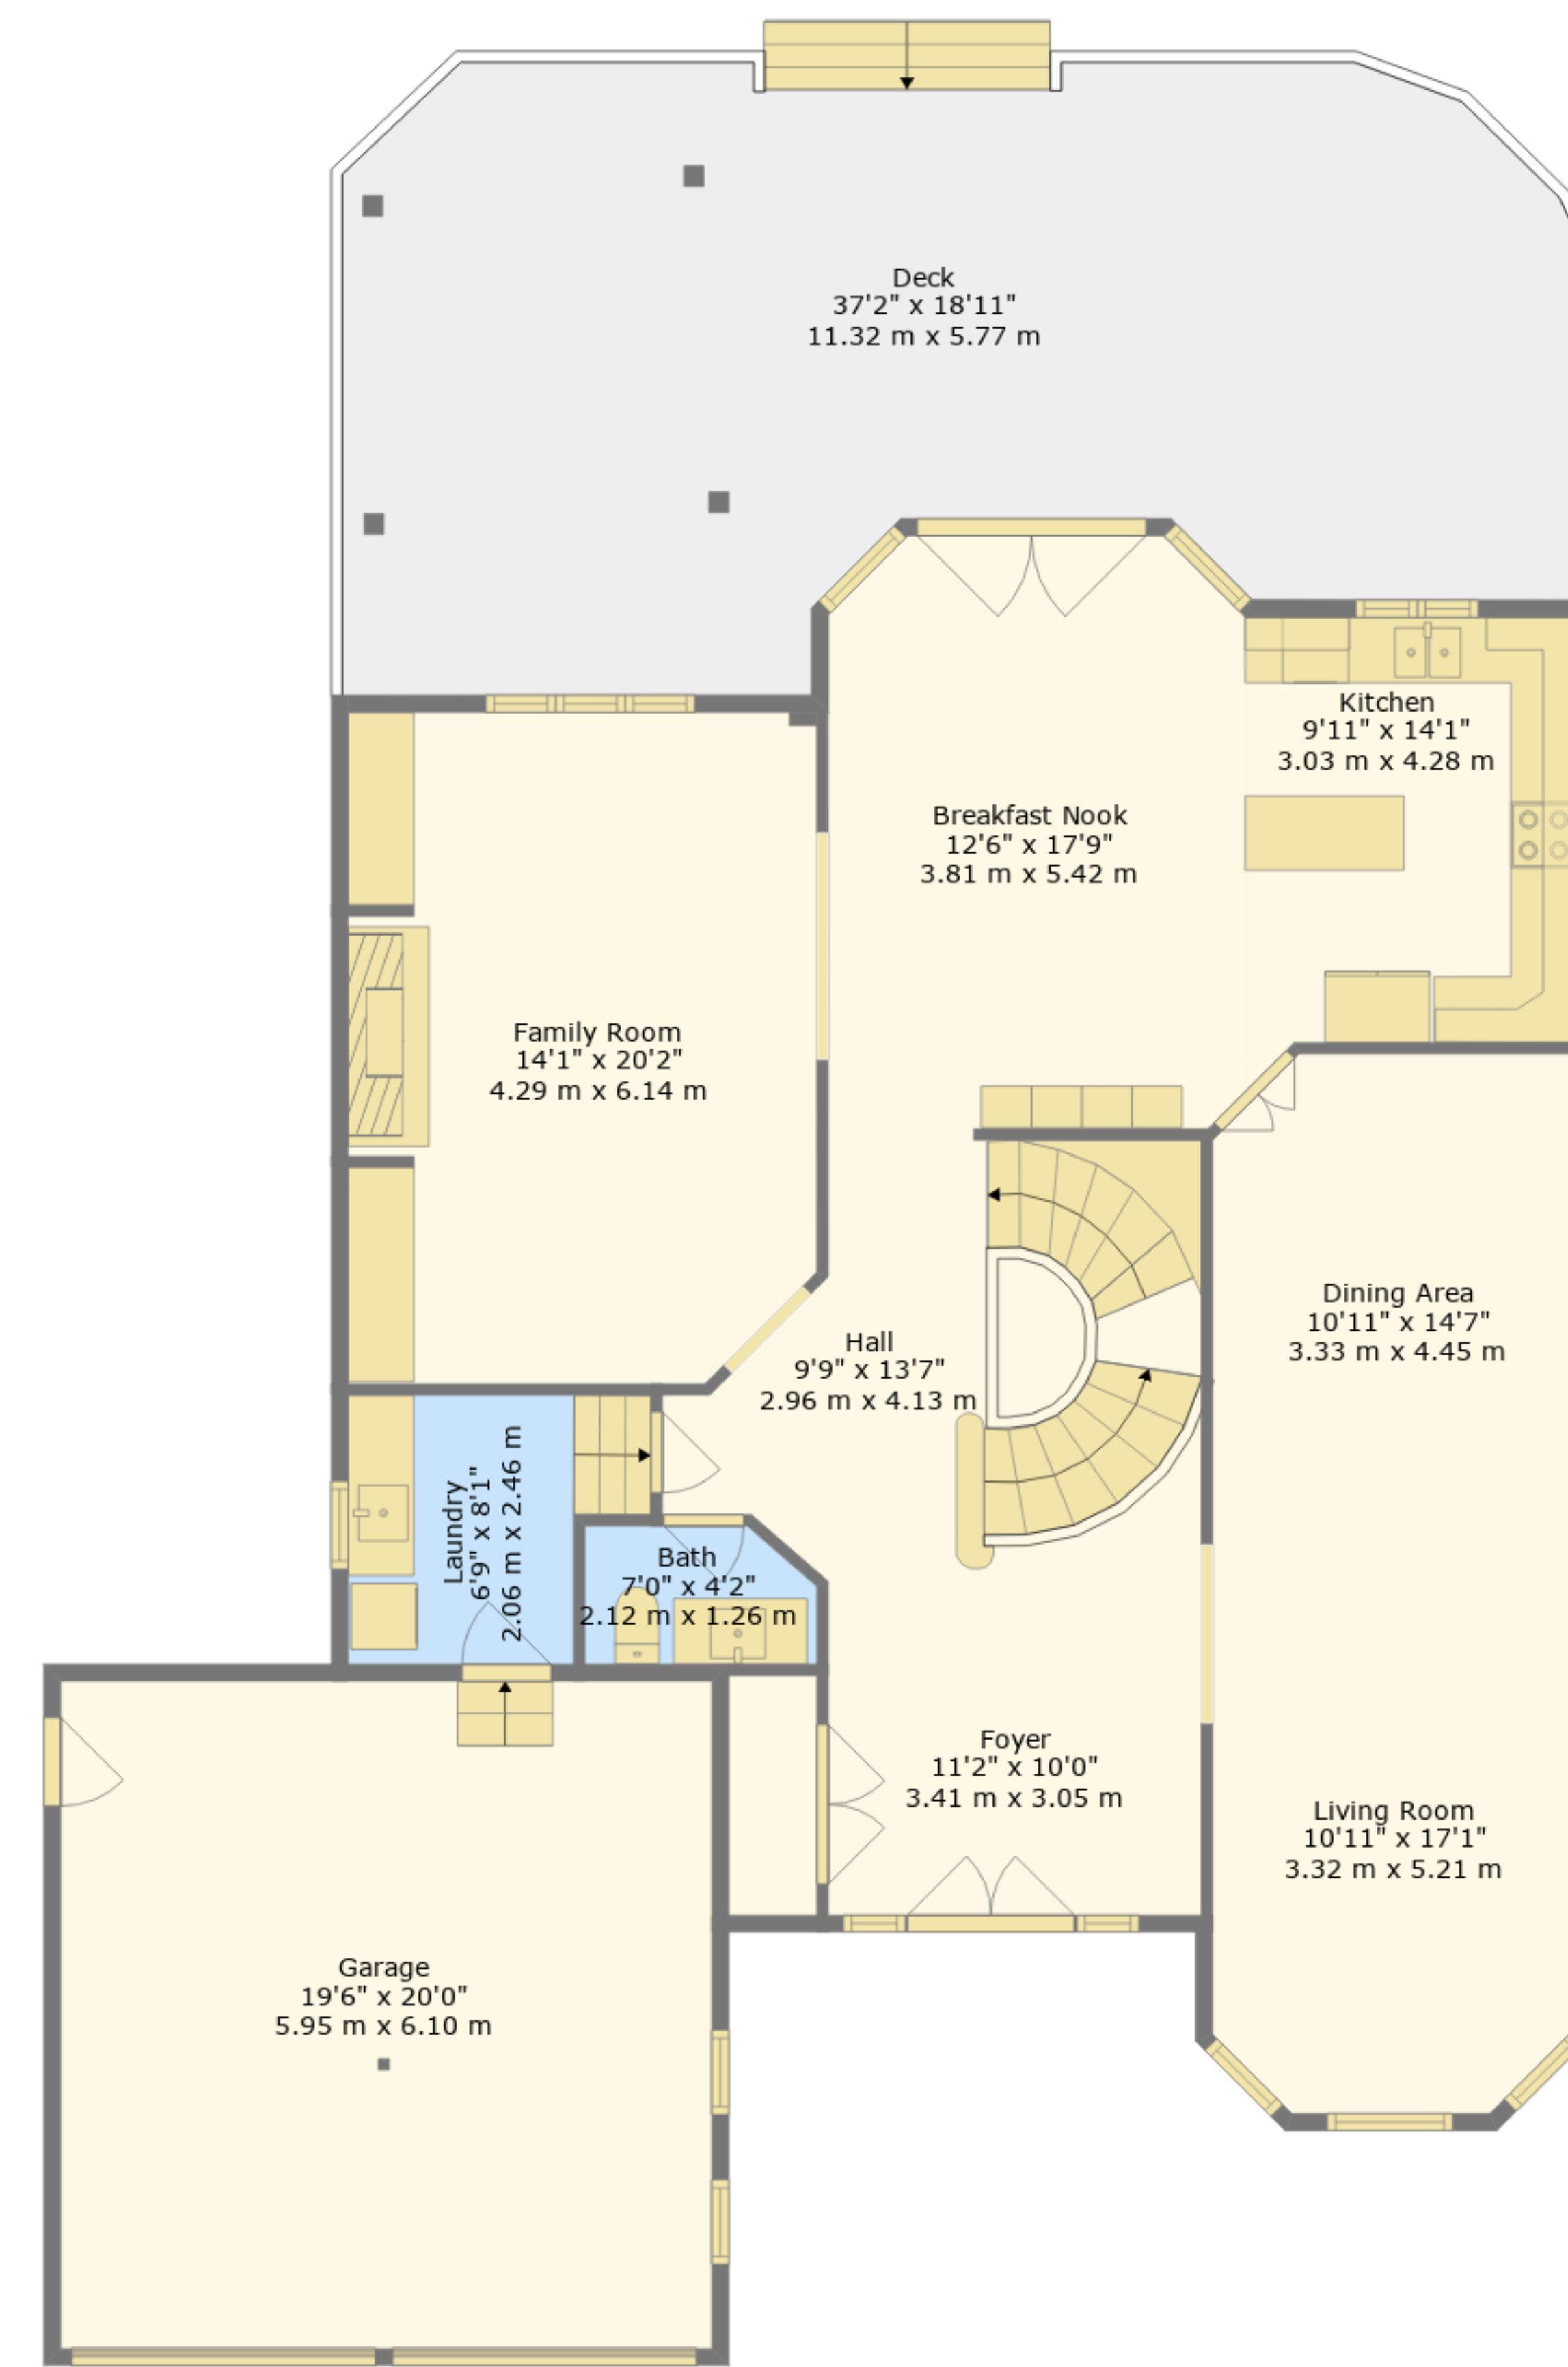 Deck
37'2" x 18'11"
11.32 m x 5.77 m
Kitchen
9'11" x 14'1"
3.03 m x 4.28 m
Breakfast Nook
12'6" x 17'9"
3.81 m x 5.42 m
Family Room
14'1" x 20'2"
4.29 m x 6.14 m
Dining Area
10'11" x 14'7"
3.33 m x 4.45 m
Hall
9'9" x 13'7"
2.96 m x 4.13 m
Laundry
6'9" x 8'1"
2.06 m x 2.46 m
Bath
7'0" x 4'2"
2.12 m x 1.26 m
Foyer
11'2" x 10'0"
3.41 m x 3.05 m
Living Room
10'11" x 17'1"
3.32 m x 5.21 m
Garage
19'6" x 20'0"
5.95 m x 6.10 m